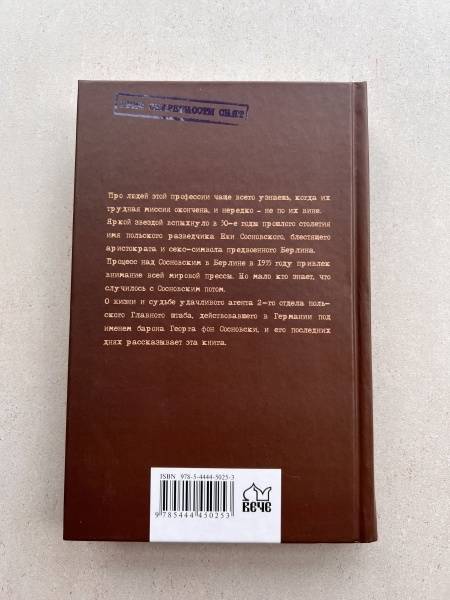 ГРИФ СЕКРЕТНОСТИ СНЯТ
Про людей этой профессии чаще всего узнаешь, когда их
трудная миссия окончена, и нередко - не по их вине.
Яркой звездой вспыхнуло в 30-е годы прошлого столетия
имя польского разведчика Ежи Сосновского, блестящего
аристократа и секс-символа предвоенного Берлина.
Процесс над Сосновским в Берлине в 1935 году привлек
внимание всей мировой прессы. Но мало кто знает, что
случилось с Сосновским потом.
О жизни и судьбе удачливого агента 2-го отдела поль-
ского Главного штаба, действовавшего в Германии под
именем барона Георга фон Сосновски, и его последних
днях рассказывает эта книга.
ISBN 978-5-4444-5025-3
9 785444 450253
ВЕЧЕ